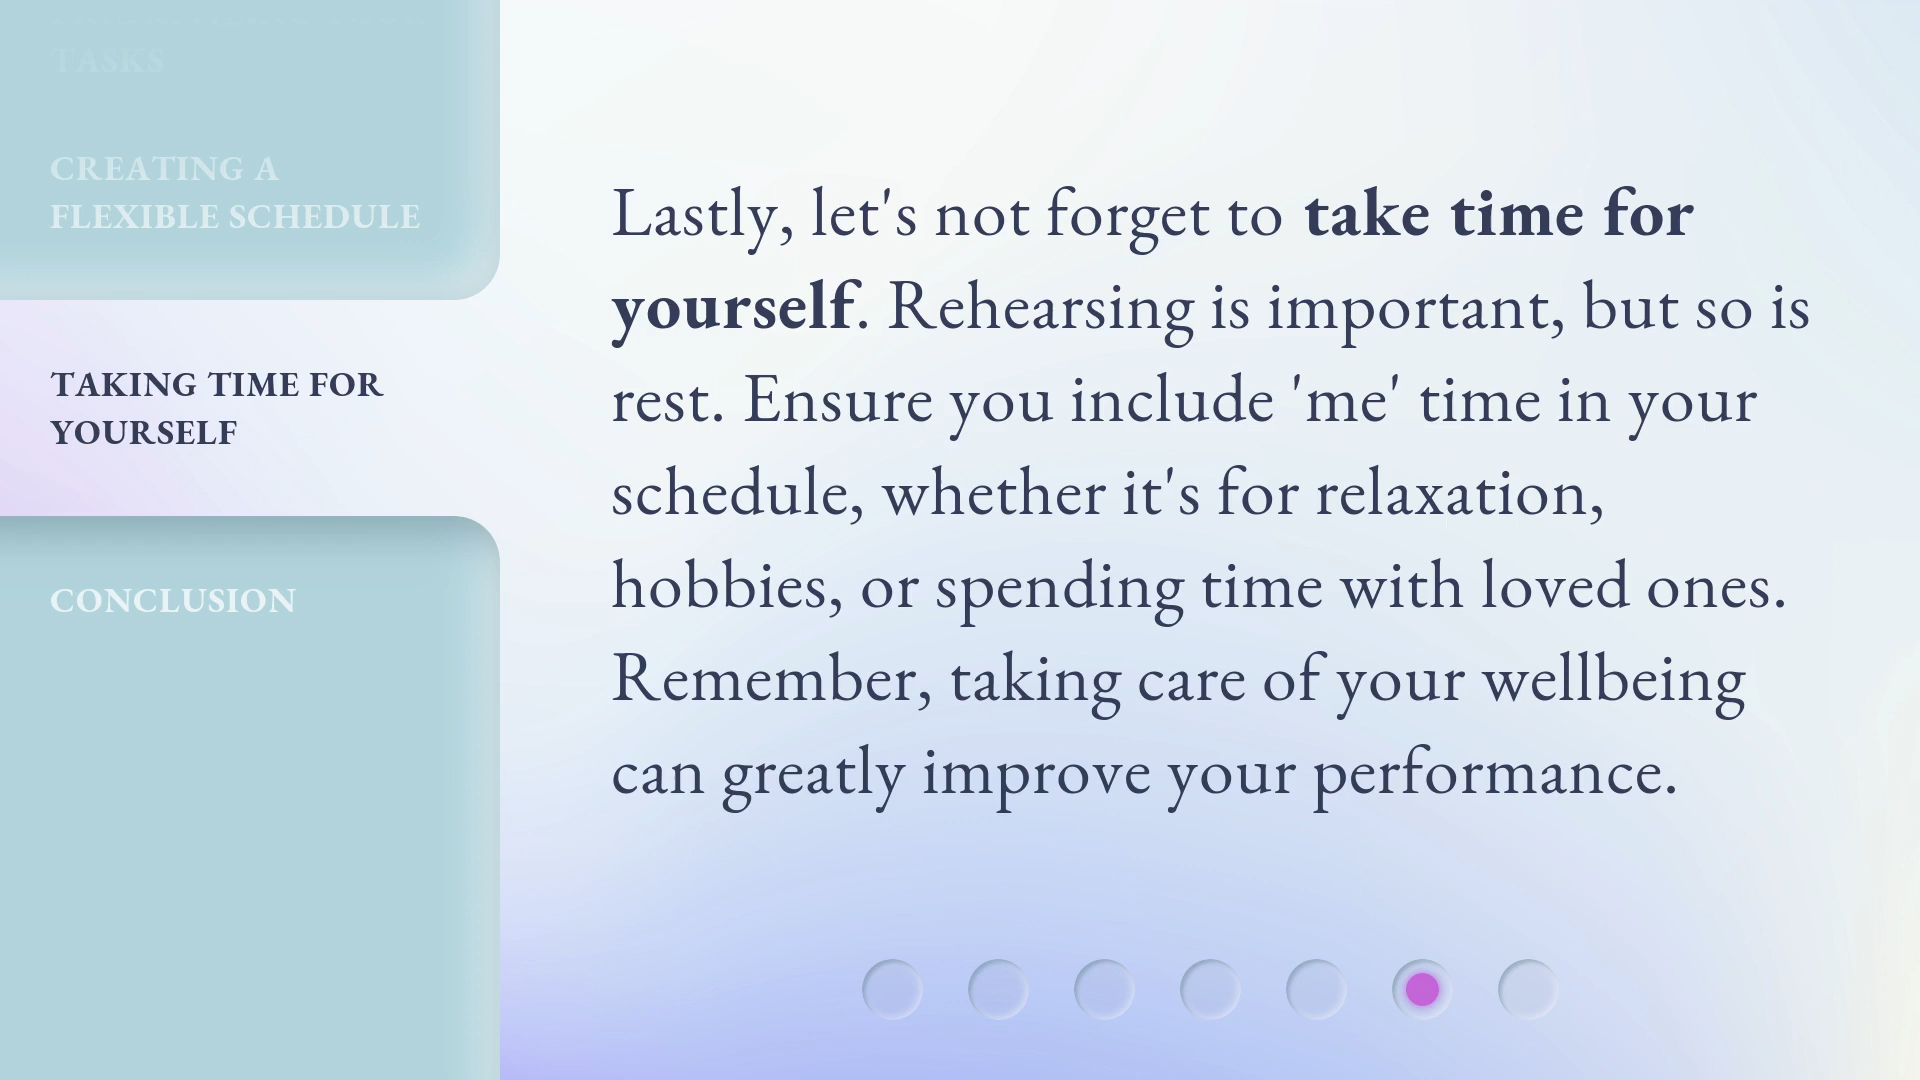 TASKS
CREATING A
FLEXIBLE SCHEDULE
TAKING TIME FOR
YOURSELF
CONCLUSION
Lastly, let's not forget to take time for
yourself. Rehearsing is important, but so is
rest. Ensure you include 'me' time in your
schedule, whether it's for relaxation,
hobbies, or spending time with loved ones.
Remember, taking care of your wellbeing
can greatly improve your performance.